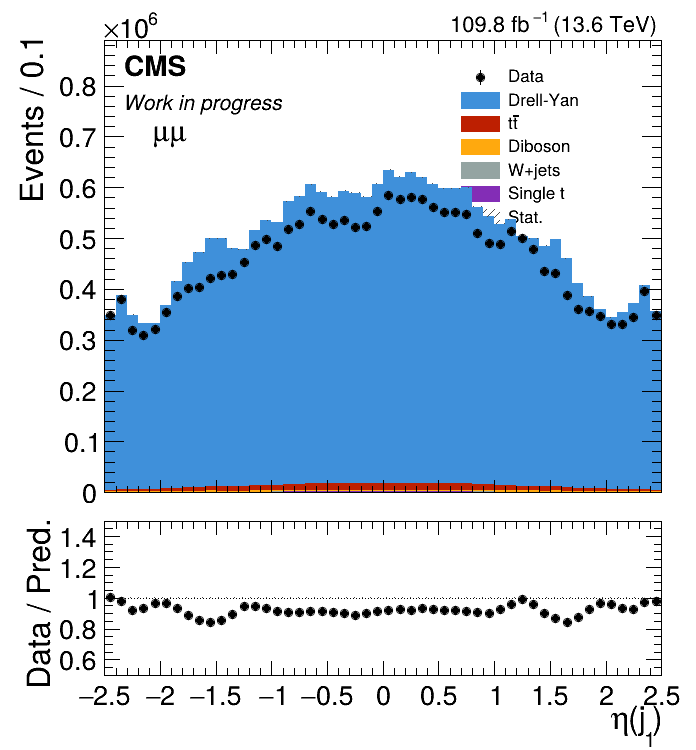 ×10⁶
109.8 fb⁻¹ (13.6 TeV)
CMS
Work in progress
μμ
Data
Drell-Yan
tt̅
Diboson
W+jets
Single t
Stat.
Events / 0.1
0.8
0.7
0.6
0.5
0.4
0.3
0.2
0.1
0
Data / Pred.
1.4
1.2
1
0.8
0.6
−2.5 −2 −1.5 −1 −0.5 0 0.5 1 1.5 2 2.5
η(j₁)